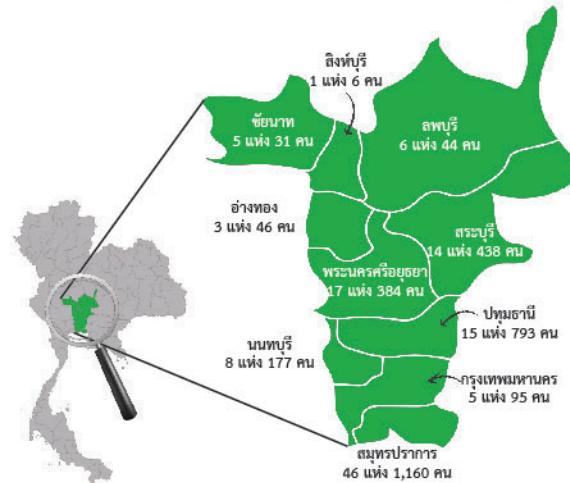 สิงห์บุรี
1 แห่ง 6 คน
ชัยนาท
5 แห่ง 31 คน
ลพบุรี
6 แห่ง 44 คน
อ่างทอง
3 แห่ง 46 คน
สระบุรี
14 แห่ง 438 คน
พระนครศรีอยุธยา
17 แห่ง 384 คน
ปทุมธานี
15 แห่ง 793 คน
นนทบุรี
8 แห่ง 177 คน
กรุงเทพมหานคร
5 แห่ง 95 คน
สมุทรปราการ
46 แห่ง 1,160 คน